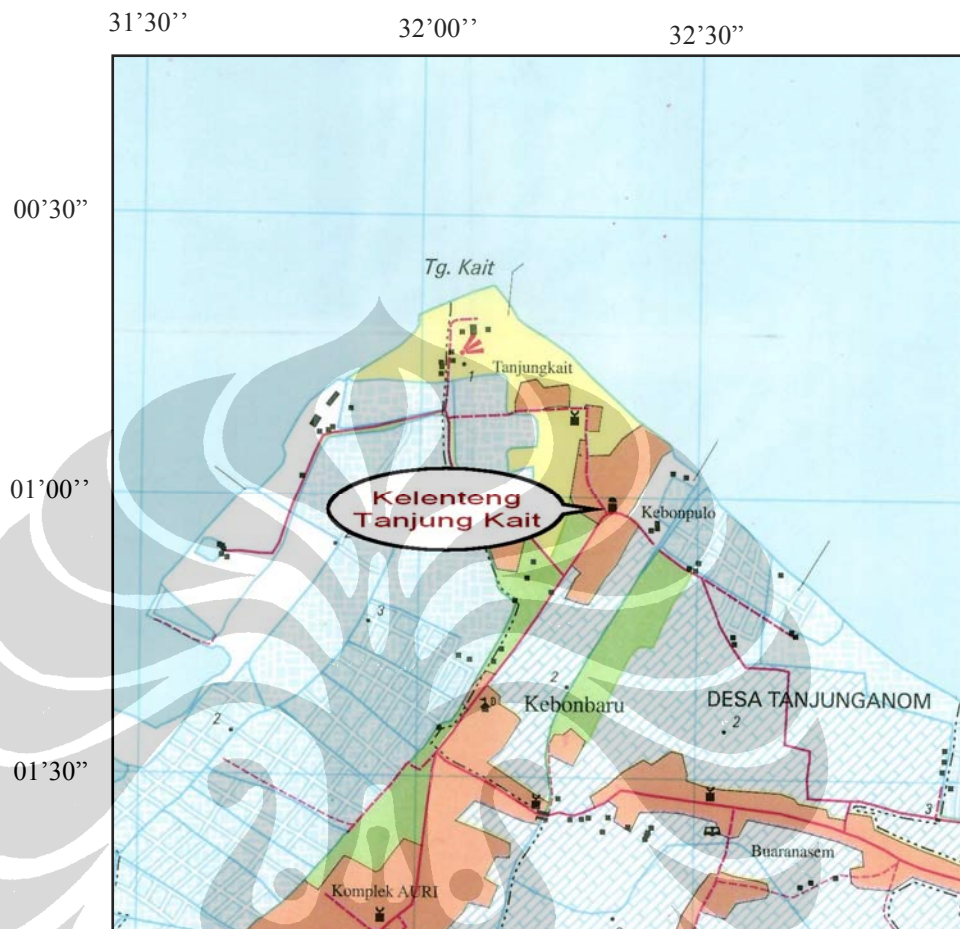 31'30''
32'00''
32'30"
00'30"
Tg. Kait
Tanjungkait
1
01'00''
Kelenteng
Tanjung Kait
Kebonpulo
3
2
Kebonbaru
DESA TANJUNGANOM
2
2
01'30"
3
Buaranasem
Komplek AURI